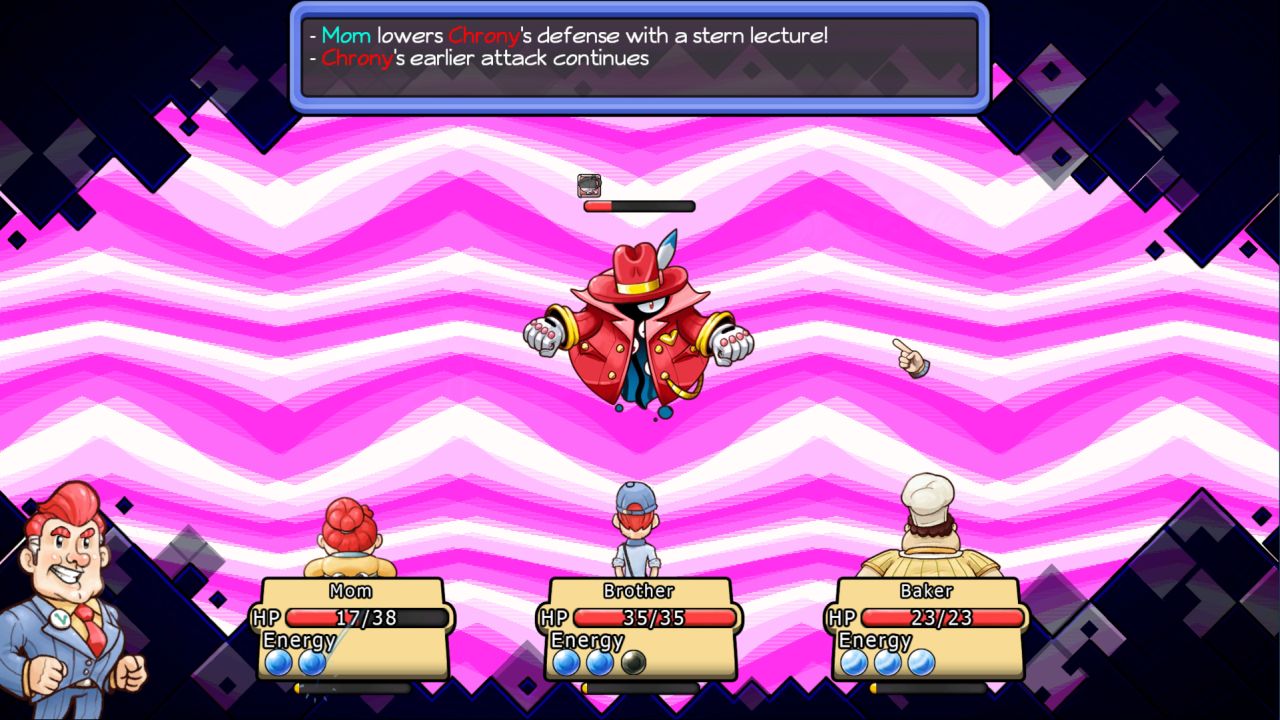 - Mom lowers Chrony's defense with a stern lecture!
- Chrony's earlier attack continues
Mom
HP 17/38
Energy
Brother
HP 35/35
Energy
Baker
HP 23/23
Energy
V